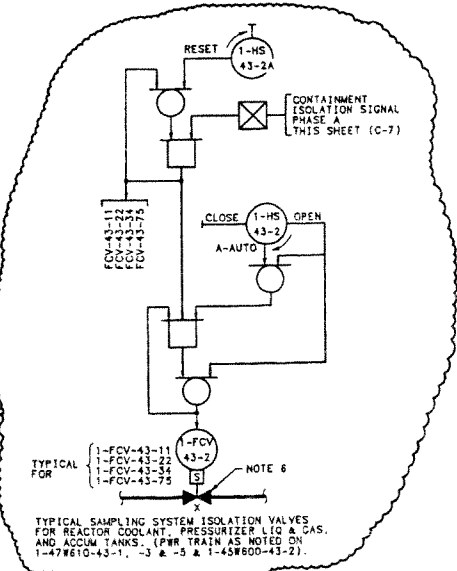 RESET
1-HS
43-2A
CONTAINMENT
ISOLATION SIGNAL
PHASE A
THIS SHEET (C-7)
FCV-43-11
FCV-43-22
FCV-43-34
FCV-43-75
CLOSE
1-HS
43-2
OPEN
A-AUTO
1-FCV
43-2
S
TYPICAL
FOR
1-FCV-43-11
1-FCV-43-22
1-FCV-43-34
1-FCV-43-75
NOTE 6
X
TYPICAL SAMPLING SYSTEM ISOLATION VALVES
FOR REACTOR COOLANT, PRESSURIZER LIQ & GAS,
AND ACCUM TANKS. (PWR TRAIN AS NOTED ON
1-47W610-43-1, -3 & -5 & 1-45W600-43-2).